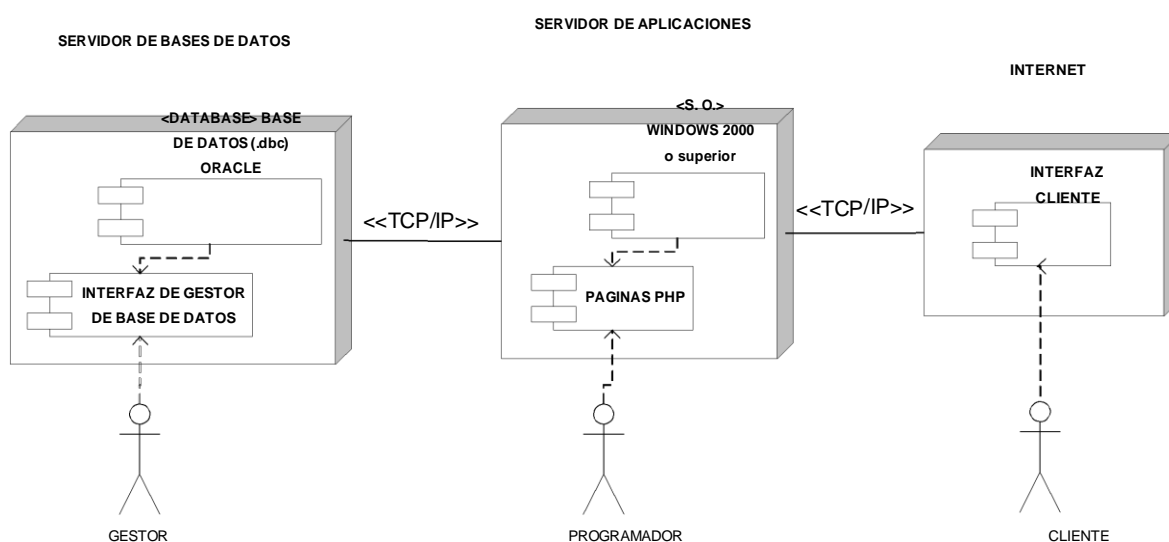 SERVIDOR DE BASES DE DATOS
SERVIDOR DE APLICACIONES
INTERNET
<DATABASE> BASE
DE DATOS (.dbc)
ORACLE
<S. O.>
WINDOWS 2000
o superior
INTERFAZ
CLIENTE
<<TCP/IP>>
<<TCP/IP>>
INTERFAZ DE GESTOR
DE BASE DE DATOS
PAGINAS PHP
GESTOR
PROGRAMADOR
CLIENTE